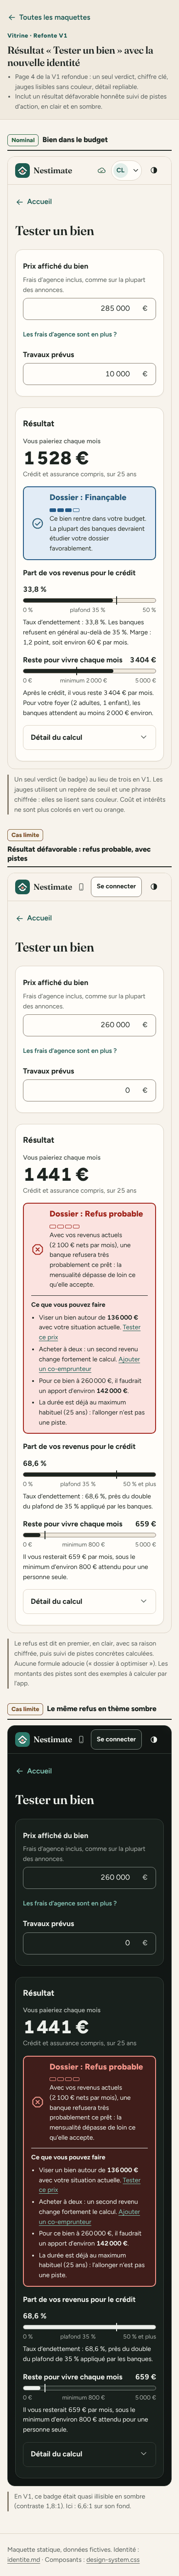 ← Toutes les maquettes
Vitrine · Refonte V1
Résultat « Tester un bien » avec la
nouvelle identité
• Page 4 de la V1 refondue : un seul verdict, chiffre clé,
jauges lisibles sans couleur, détail repliable.
• Inclut un résultat défavorable honnête suivi de pistes
d'action, en clair et en sombre.
Nominal Bien dans le budget
Nestimate CL
← Accueil
Tester un bien
Prix affiché du bien
Frais d'agence inclus, comme sur la plupart
des annonces.
285 000 €
Les frais d'agence sont en plus ?
Travaux prévus
10 000 €
Résultat
Vous paieriez chaque mois
1 528 €
Crédit et assurance compris, sur 25 ans
Dossier : Finançable
Ce bien rentre dans votre budget.
La plupart des banques devraient
étudier votre dossier
favorablement.
Part de vos revenus pour le crédit
33,8 %
0 % plafond 35 % 50 %
Taux d'endettement : 33,8 %. Les banques
refusent en général au-delà de 35 %. Marge :
1,2 point, soit environ 60 € par mois.
Reste pour vivre chaque mois 3 404 €
0 € minimum 2 000 € 5 000 €
Après le crédit, il vous reste 3 404 € par mois.
Pour votre foyer (2 adultes, 1 enfant), les
banques attendent au moins 2 000 € environ.
Détail du calcul
Un seul verdict (le badge) au lieu de trois en V1. Les
jauges utilisent un repère de seuil et une phrase
chiffrée : elles se lisent sans couleur. Coût et intérêts
ne sont plus colorés en vert ou orange.
Cas limite
Résultat défavorable : refus probable, avec
pistes
Nestimate Se connecter
← Accueil
Tester un bien
Prix affiché du bien
Frais d'agence inclus, comme sur la plupart
des annonces.
260 000 €
Les frais d'agence sont en plus ?
Travaux prévus
0 €
Résultat
Vous paieriez chaque mois
1 441 €
Crédit et assurance compris, sur 25 ans
Dossier : Refus probable
Avec vos revenus actuels
(2 100 € nets par mois), une
banque refusera très
probablement ce prêt : la
mensualité dépasse de loin ce
qu'elle accepte.
Ce que vous pouvez faire
• Viser un bien autour de 136 000 €
avec votre situation actuelle. Tester
ce prix
• Acheter à deux : un second revenu
change fortement le calcul. Ajouter
un co-emprunteur
• Pour ce bien à 260 000 €, il faudrait
un apport d'environ 142 000 €.
• La durée est déjà au maximum
habituel (25 ans) : l'allonger n'est pas
une piste.
Part de vos revenus pour le crédit
68,6 %
0 % plafond 35 % 50 % et plus
Taux d'endettement : 68,6 %, près du double
du plafond de 35 % appliqué par les banques.
Reste pour vivre chaque mois 659 €
0 € minimum 800 € 5 000 €
Il vous resterait 659 € par mois, sous le
minimum d'environ 800 € attendu pour une
personne seule.
Détail du calcul
Le refus est dit en premier, en clair, avec sa raison
chiffrée, puis suivi de pistes concrètes calculées.
Aucune formule adoucie (« dossier à optimiser »). Les
montants des pistes sont des exemples à calculer par
l'app.
Cas limite Le même refus en thème sombre
Nestimate Se connecter
← Accueil
Tester un bien
Prix affiché du bien
Frais d'agence inclus, comme sur la plupart
des annonces.
260 000 €
Les frais d'agence sont en plus ?
Travaux prévus
0 €
Résultat
Vous paieriez chaque mois
1 441 €
Crédit et assurance compris, sur 25 ans
Dossier : Refus probable
Avec vos revenus actuels
(2 100 € nets par mois), une
banque refusera très
probablement ce prêt : la
mensualité dépasse de loin ce
qu'elle accepte.
Ce que vous pouvez faire
• Viser un bien autour de 136 000 €
avec votre situation actuelle. Tester
ce prix
• Acheter à deux : un second revenu
change fortement le calcul. Ajouter
un co-emprunteur
• Pour ce bien à 260 000 €, il faudrait
un apport d'environ 142 000 €.
• La durée est déjà au maximum
habituel (25 ans) : l'allonger n'est pas
une piste.
Part de vos revenus pour le crédit
68,6 %
0 % plafond 35 % 50 % et plus
Taux d'endettement : 68,6 %, près du double
du plafond de 35 % appliqué par les banques.
Reste pour vivre chaque mois 659 €
0 € minimum 800 € 5 000 €
Il vous resterait 659 € par mois, sous le
minimum d'environ 800 € attendu pour une
personne seule.
Détail du calcul
En V1, ce badge était quasi illisible en sombre
(contraste 1,8:1). Ici : 6,6:1 sur son fond.
Maquette statique, données fictives. Identité :
identite.md · Composants : design-system.css